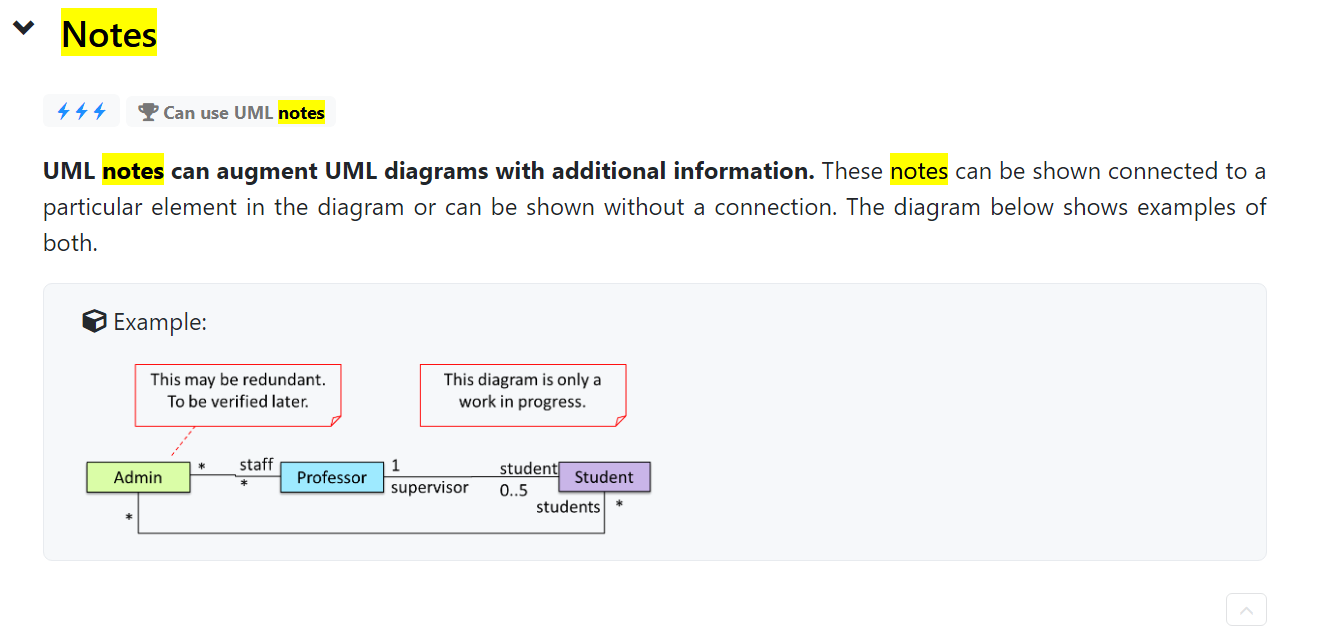 Notes
Can use UML notes
UML notes can augment UML diagrams with additional information. These notes can be shown connected to a
particular element in the diagram or can be shown without a connection. The diagram below shows examples of
both.
Example:
This may be redundant.
To be verified later.
This diagram is only a
work in progress.
Admin
*
staff
*
Professor
1
supervisor
student
0..5
Student
students
*
*